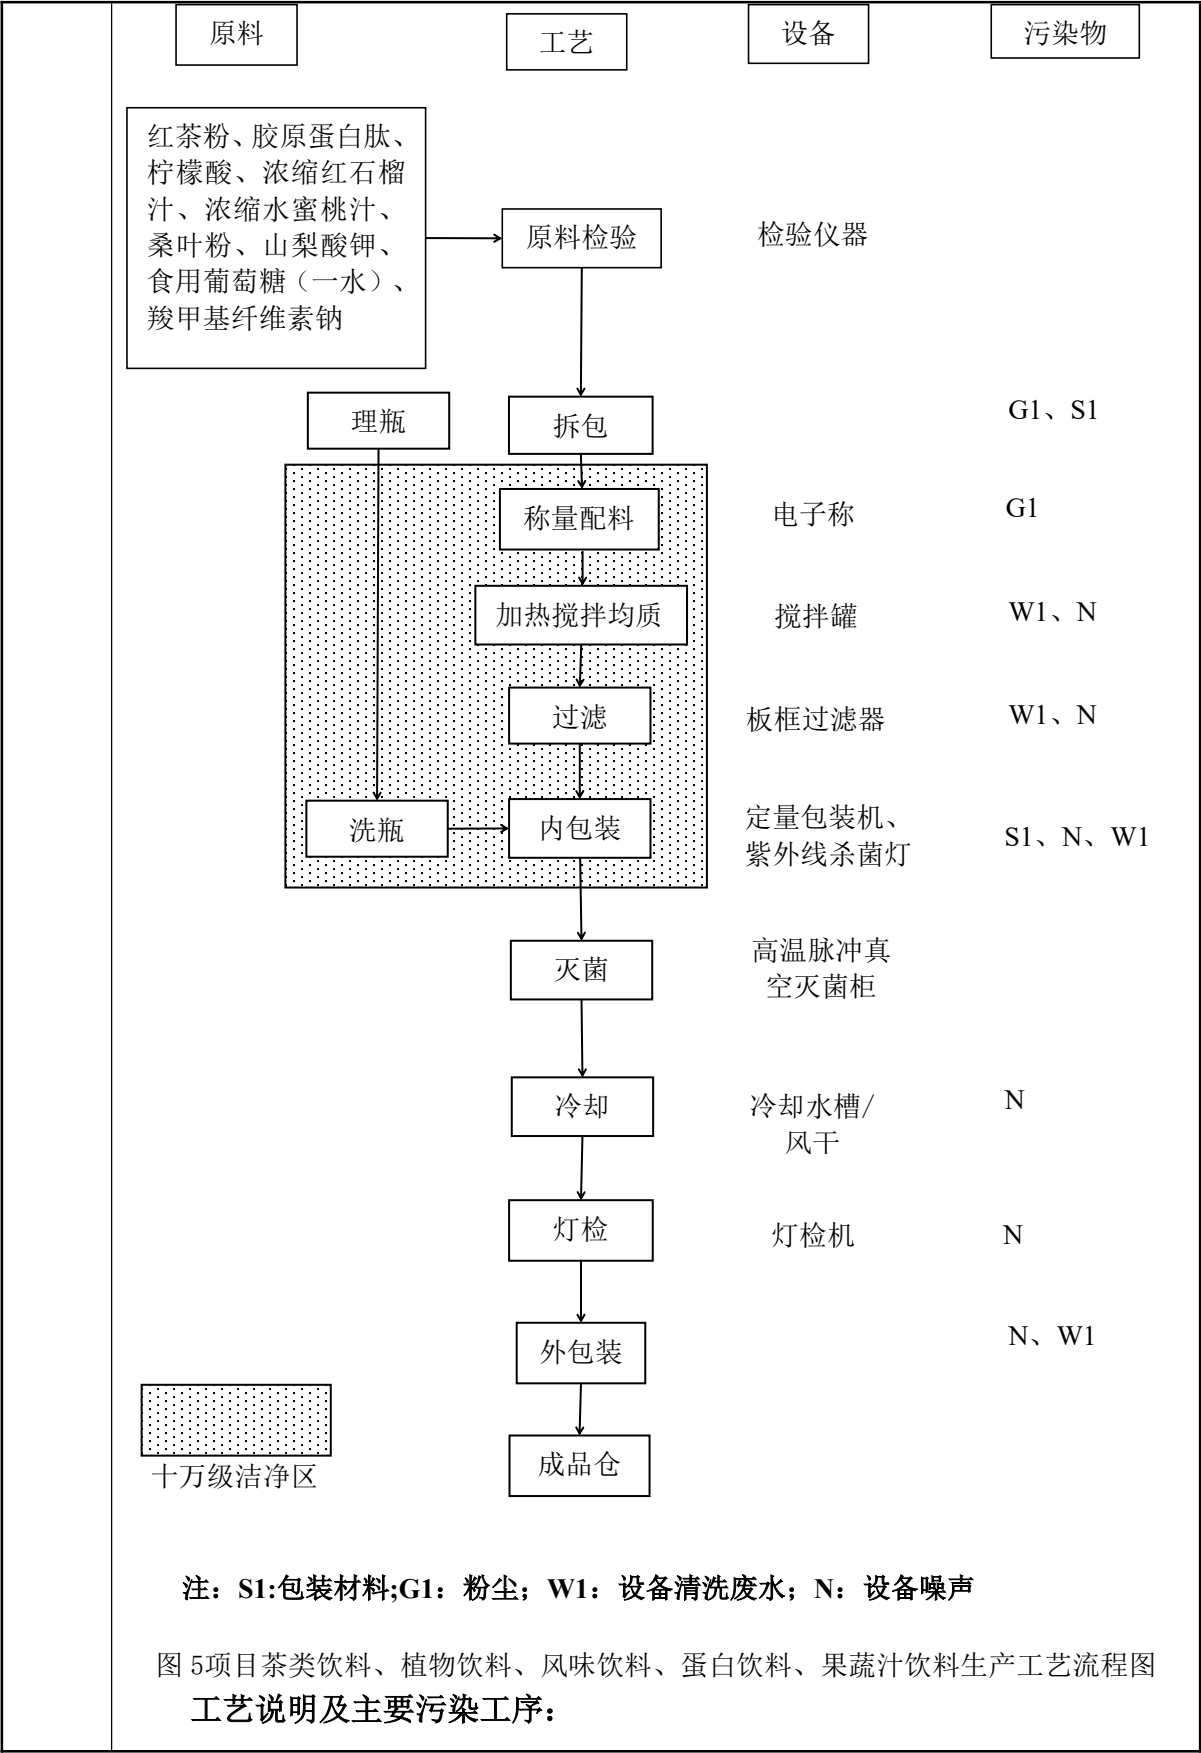 原料
工艺
设备
污染物
红茶粉、胶原蛋白肽、
柠檬酸、浓缩红石榴
汁、浓缩水蜜桃汁、
桑叶粉、山梨酸钾、
食用葡萄糖（一水）、
羧甲基纤维素钠
原料检验
检验仪器
理瓶
拆包
G1、S1
称量配料
电子称
G1
加热搅拌均质
搅拌罐
W1、N
过滤
板框过滤器
W1、N
洗瓶
内包装
定量包装机、
紫外线杀菌灯
S1、N、W1
灭菌
高温脉冲真
空灭菌柜
冷却
冷却水槽/
风干
N
灯检
灯检机
N
外包装
N、W1
成品仓
十万级洁净区
注：S1:包装材料;G1：粉尘；W1：设备清洗废水；N：设备噪声
图 5项目茶类饮料、植物饮料、风味饮料、蛋白饮料、果蔬汁饮料生产工艺流程图
工艺说明及主要污染工序：